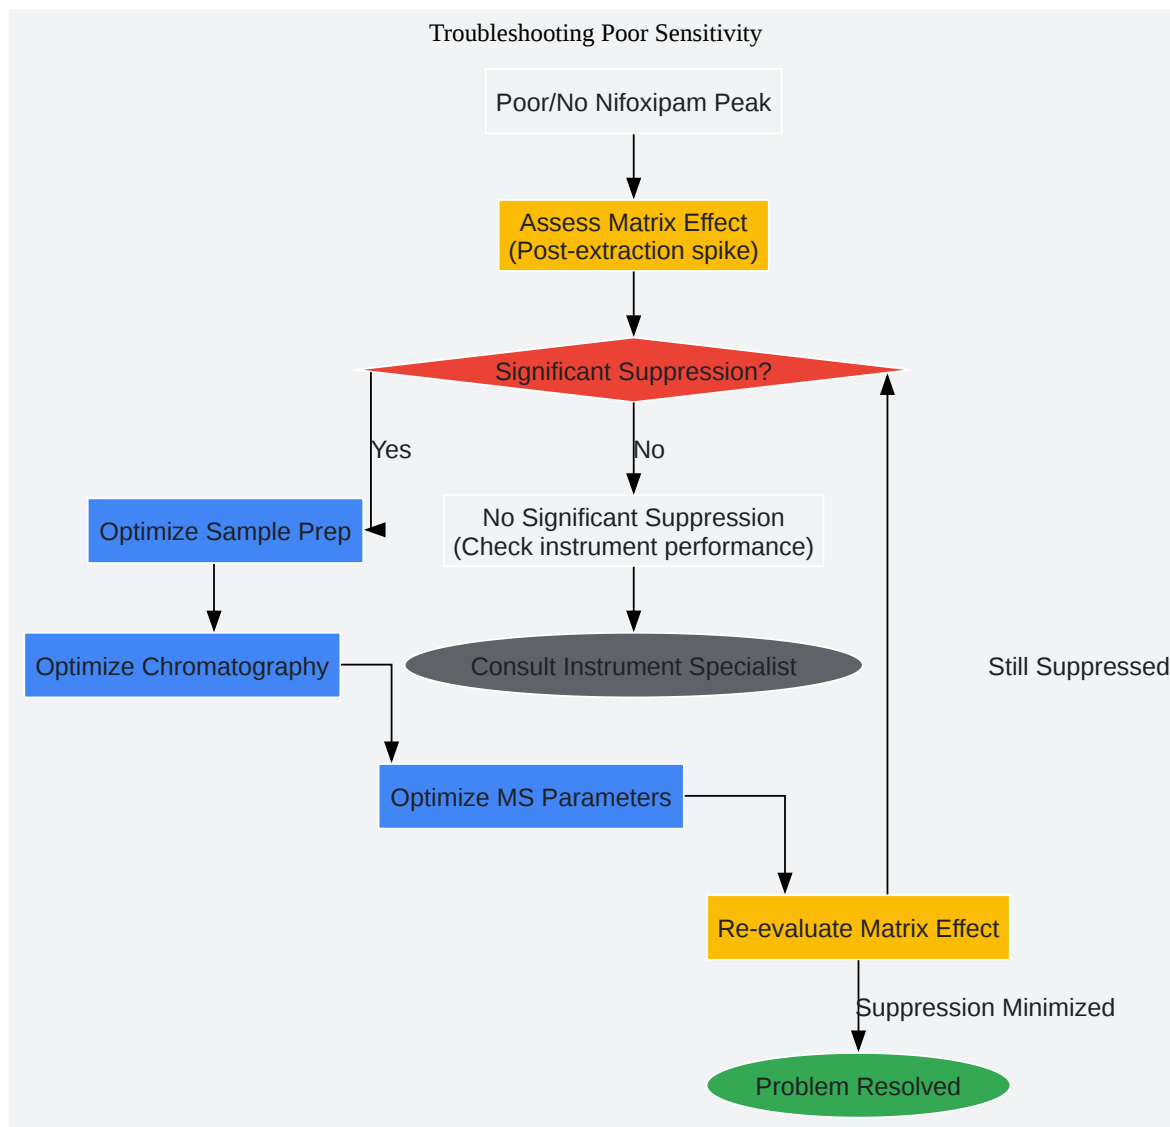 Troubleshooting Poor Sensitivity
Poor/No Nifoxipam Peak
Assess Matrix Effect
(Post-extraction spike)
Significant Suppression?
Yes
No
Optimize Sample Prep
No Significant Suppression
(Check instrument performance)
Optimize Chromatography
Consult Instrument Specialist
Still Suppressed
Optimize MS Parameters
Re-evaluate Matrix Effect
Suppression Minimized
Problem Resolved